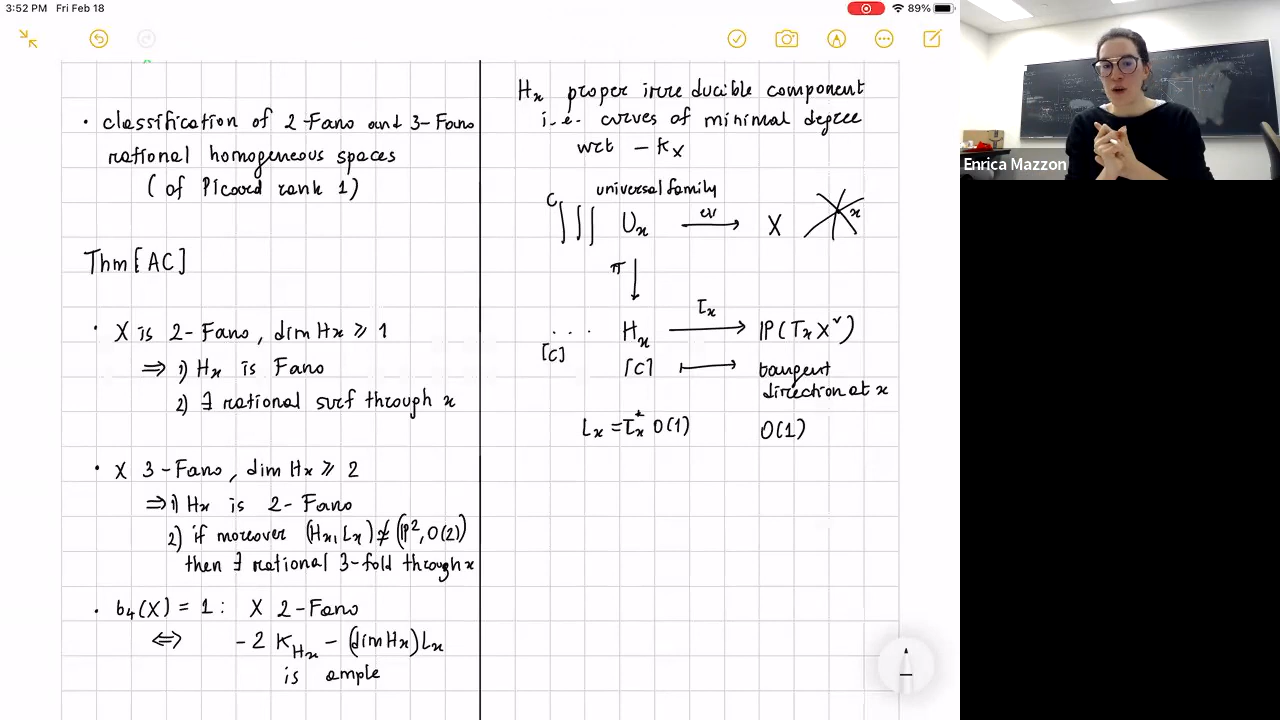 3:52 PM Fri Feb 18
89%
• classification of 2-Fano and 3-Fano
rational homogeneous spaces
(of Picard rank 1)
Thm [AC]
• X is 2-Fano, dim Hx ≥ 1
⇒ 1) Hx is Fano
2) ∃ rational surf through x
• X 3-Fano, dim Hx ≥ 2
⇒ 1) Hx is 2-Fano
2) if moreover (Hx, Lx) ≇ (ℙ², O(2))
then ∃ rational 3-fold through x
• b₄(X) = 1 : X 2-Fano
⇔ -2 K_Hx - (dim Hx) Lx
is ample
Hx proper irreducible component
i.e. curves of minimal degree
wrt -K_X
universal family
C Ux ev → X x
π ↓
... Hx τx → ℙ(Tx X^∨)
[C] [C] ↦ tangent
direction at x
Lx = τx* O(1) O(1)
Enrica Mazzon